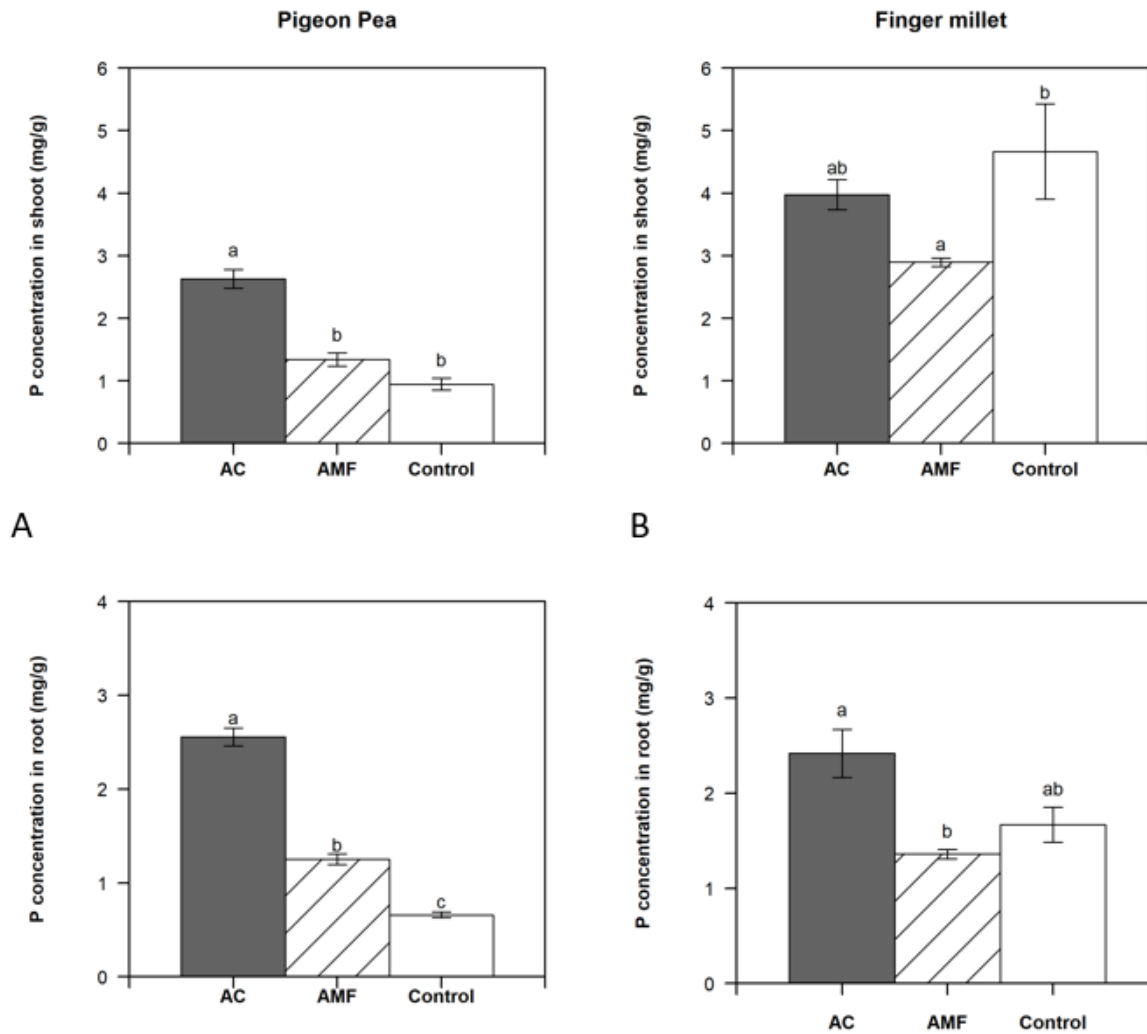 Pigeon Pea
P concentration in shoot (mg/g)
6
5
4
3
2
1
0
a
b
b
AC AMF Control
Finger millet
P concentration in shoot (mg/g)
6
5
4
3
2
1
0
ab
a
b
AC AMF Control
A
B
P concentration in root (mg/g)
4
3
2
1
0
a
b
c
AC AMF Control
P concentration in root (mg/g)
4
3
2
1
0
a
b
ab
AC AMF Control